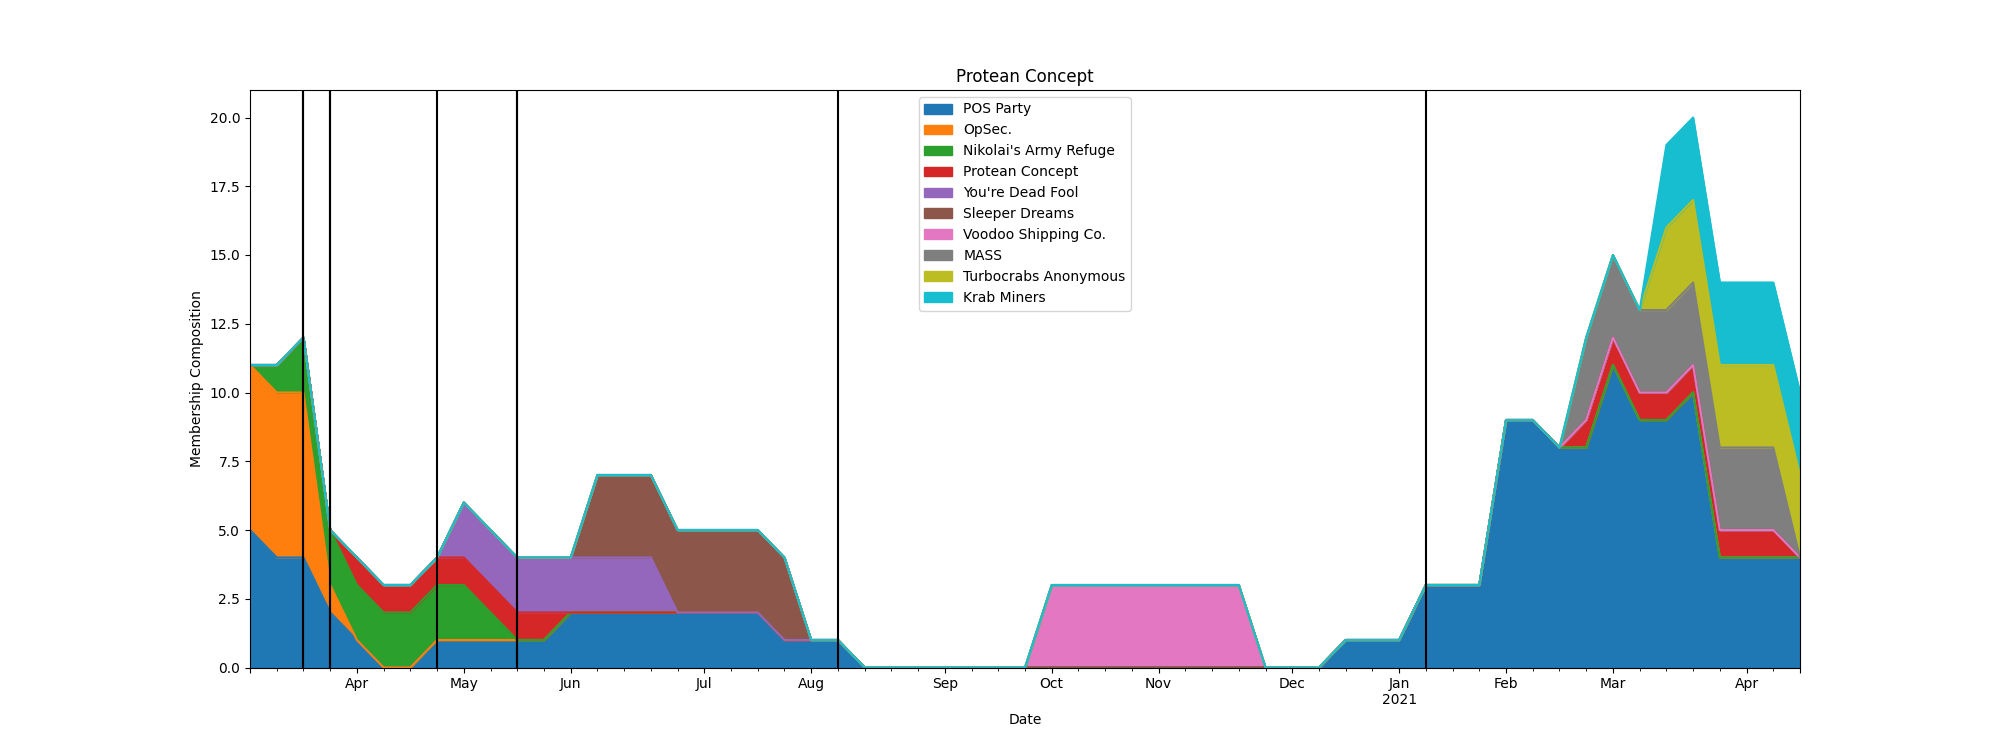 Protean Concept
POS Party
OpSec.
Nikolai's Army Refuge
Protean Concept
You're Dead Fool
Sleeper Dreams
Voodoo Shipping Co.
MASS
Turbocrabs Anonymous
Krab Miners
Membership Composition
20.0
17.5
15.0
12.5
10.0
7.5
5.0
2.5
0.0
Apr May Jun Jul Aug Sep Oct Nov Dec Jan Feb Mar Apr
2021
Date